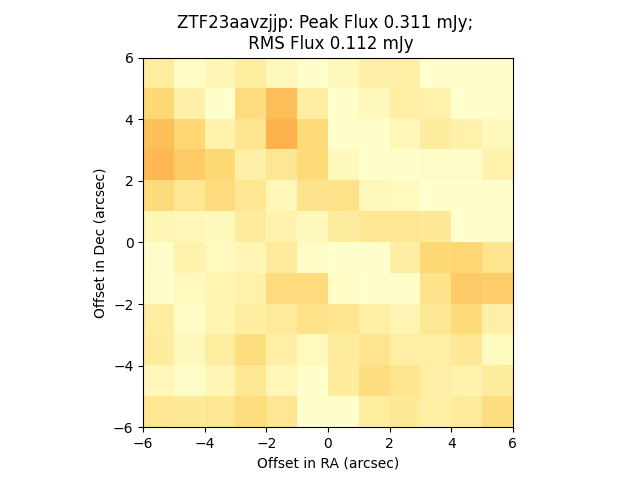 ZTF23aavzjjp: Peak Flux 0.311 mJy;
RMS Flux 0.112 mJy
6
4
2
0
−2
−4
−6
Offset in Dec (arcsec)
−6 −4 −2 0 2 4 6
Offset in RA (arcsec)